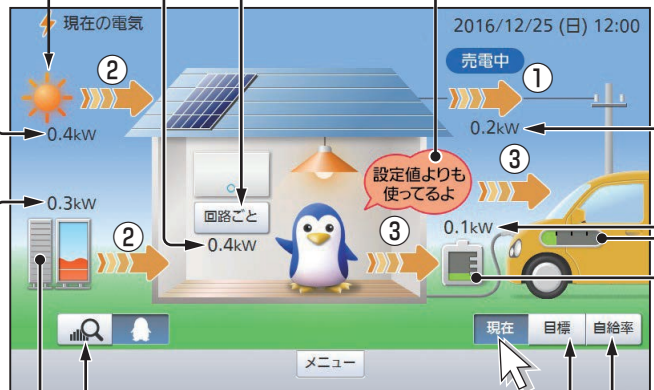 現在の電気
2016/12/25 (日) 12:00
売電中
②
①
0.4kW
0.2kW
設定値よりも
使ってるよ
③
0.3kW
回路ごと
0.4kW
②
③
0.1kW
現在
目標
自給率
メニュー